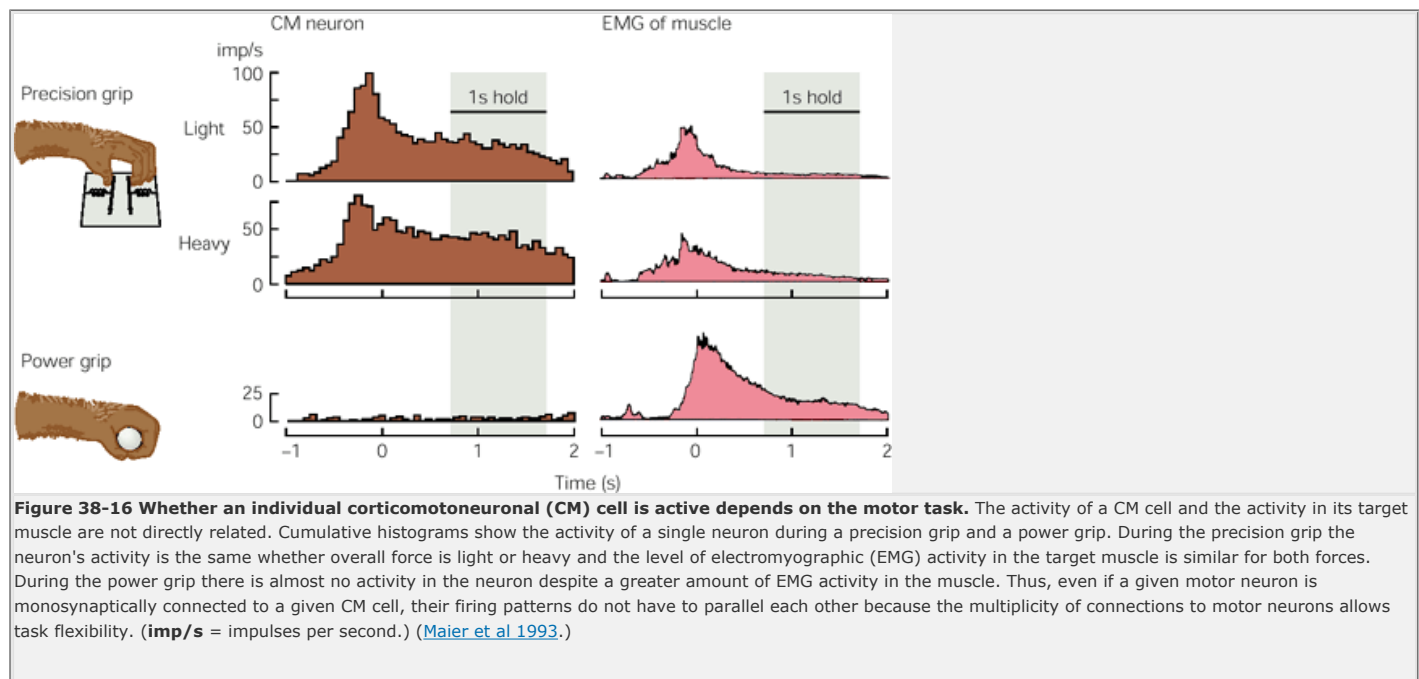 CM neuron
EMG of muscle
imp/s
100
Precision grip
1s hold
1s hold
Light
50
0
Heavy
50
0
Power grip
25
0
−1 0 1 2
−1 0 1 2
Time (s)
Figure 38-16 Whether an individual corticomotoneuronal (CM) cell is active depends on the motor task. The activity of a CM cell and the activity in its target
muscle are not directly related. Cumulative histograms show the activity of a single neuron during a precision grip and a power grip. During the precision grip the
neuron's activity is the same whether overall force is light or heavy and the level of electromyographic (EMG) activity in the target muscle is similar for both forces.
During the power grip there is almost no activity in the neuron despite a greater amount of EMG activity in the muscle. Thus, even if a given motor neuron is
monosynaptically connected to a given CM cell, their firing patterns do not have to parallel each other because the multiplicity of connections to motor neurons allows
task flexibility. (imp/s = impulses per second.) (Maier et al 1993.)